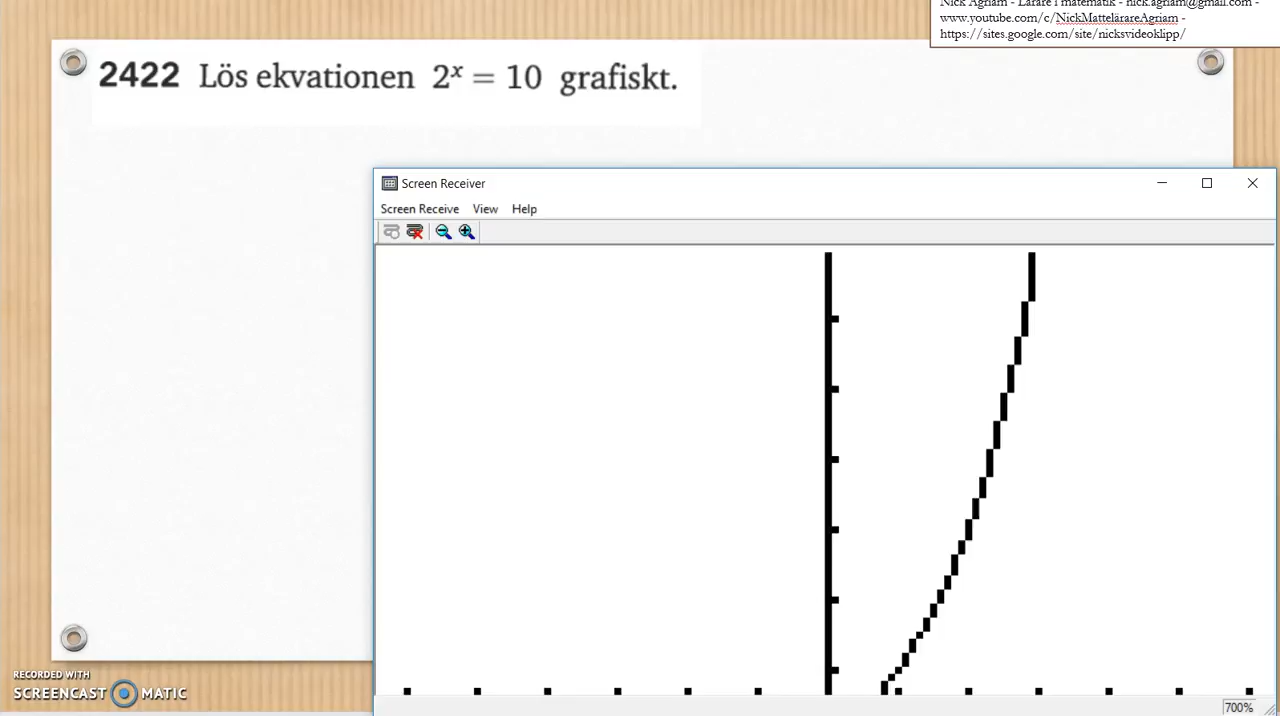 Nick Agriam - Lärare i matematik - nick.agriam@gmail.com -
www.youtube.com/c/NickMattelärareAgriam -
https://sites.google.com/site/nicksvideoklipp/
2422 Lös ekvationen 2ˣ = 10 grafiskt.
Screen Receiver
Screen Receive View Help
RECORDED WITH
SCREENCAST MATIC
700%